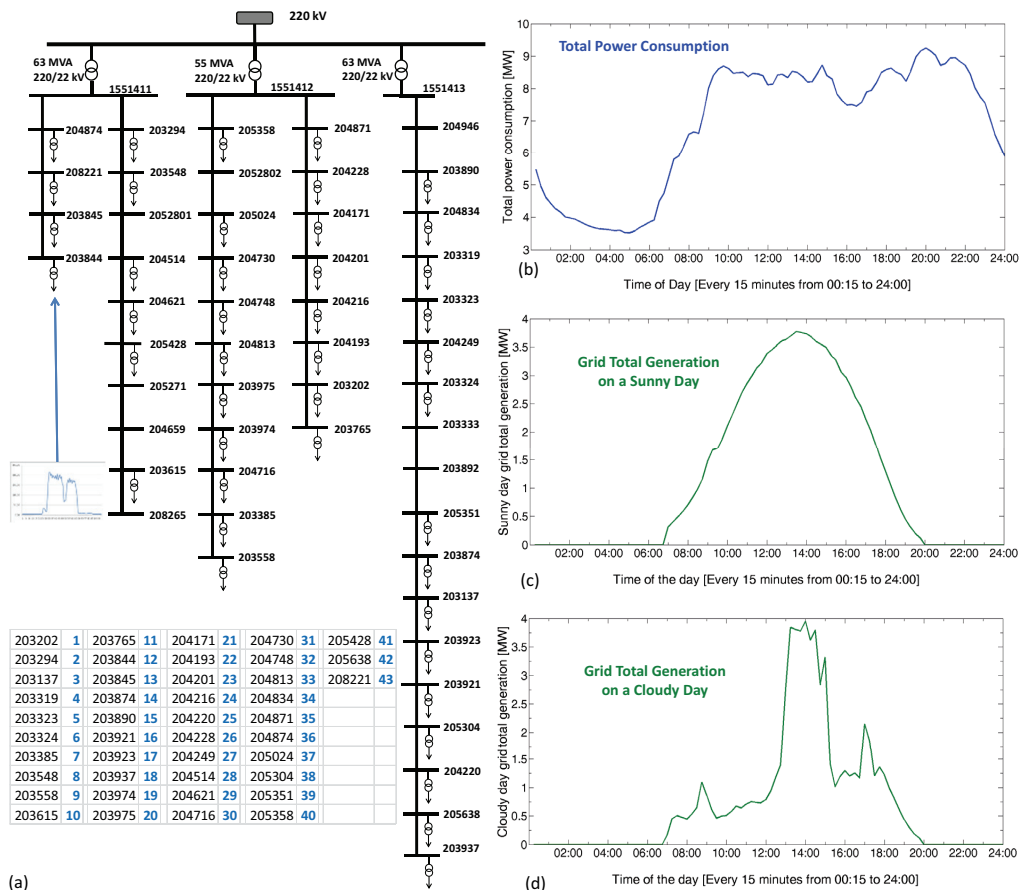 220 kV
63 MVA
220/22 kV
55 MVA
220/22 kV
63 MVA
220/22 kV
1551411
1551412
1551413
204874
208221
203845
203844
203294
203548
2052801
204514
204621
205428
205271
204659
203615
208265
205358
2052802
205024
204730
204748
204813
203975
203974
204716
203385
203558
204871
204228
204171
204201
204216
204193
203202
203765
204946
203890
204834
203319
203323
204249
203324
203333
203892
205351
203874
203137
203923
203921
205304
204220
205638
203937
203202 1 203765 11 204171 21 204730 31 205428 41
203294 2 203844 12 204193 22 204748 32 205638 42
203137 3 203845 13 204201 23 204813 33 208221 43
203319 4 203874 14 204216 24 204834 34
203323 5 203890 15 204220 25 204871 35
203324 6 203921 16 204228 26 204874 36
203385 7 203923 17 204249 27 205024 37
203548 8 203937 18 204514 28 205304 38
203558 9 203974 19 204621 29 205351 39
203615 10 203975 20 204716 30 205358 40
(a)
Total Power Consumption
Total power consumption [MW]
10
9
8
7
6
5
4
3
02:00 04:00 06:00 08:00 10:00 12:00 14:00 16:00 18:00 20:00 22:00 24:00
Time of Day [Every 15 minutes from 00:15 to 24:00]
(b)
Grid Total Generation
on a Sunny Day
Sunny day grid total generation [MW]
4
3.5
3
2.5
2
1.5
1
0.5
0
02:00 04:00 06:00 08:00 10:00 12:00 14:00 16:00 18:00 20:00 22:00 24:00
Time of the day [Every 15 minutes from 00:15 to 24:00]
(c)
Grid Total Generation
on a Cloudy Day
Cloudy day grid total generation [MW]
4
3.5
3
2.5
2
1.5
1
0.5
0
02:00 04:00 06:00 08:00 10:00 12:00 14:00 16:00 18:00 20:00 22:00 24:00
Time of the day [Every 15 minutes from 00:15 to 24:00]
(d)